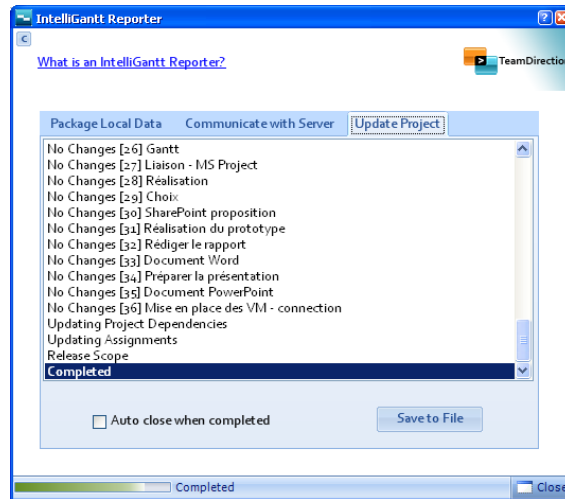 IntelliGantt Reporter
What is an IntelliGantt Reporter?
TeamDirection
Package Local Data
Communicate with Server
Update Project
No Changes [26] Gantt
No Changes [27] Liaison - MS Project
No Changes [28] Réalisation
No Changes [29] Choix
No Changes [30] SharePoint proposition
No Changes [31] Réalisation du prototype
No Changes [32] Rédiger le rapport
No Changes [33] Document Word
No Changes [34] Préparer la présentation
No Changes [35] Document PowerPoint
No Changes [36] Mise en place des VM - connection
Updating Project Dependencies
Updating Assignments
Release Scope
Completed
Auto close when completed
Save to File
Completed
Close